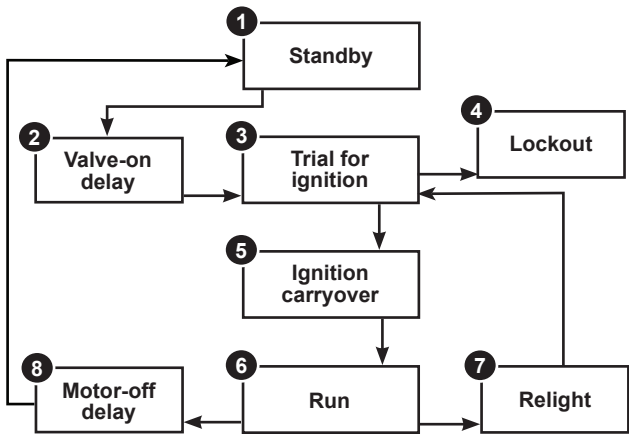 1
Standby
2
Valve-on
delay
3
Trial for
ignition
4
Lockout
5
Ignition
carryover
6
Run
7
Relight
8
Motor-off
delay